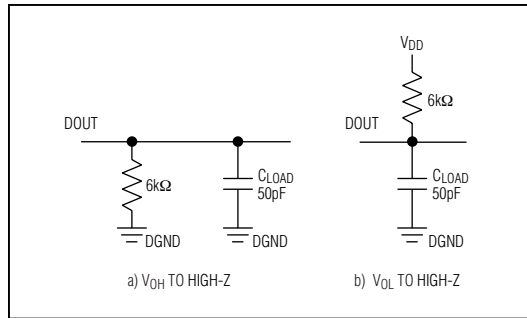 DOUT
6kΩ
DGND
CLOAD
50pF
DGND
a) VOH TO HIGH-Z
VDD
6kΩ
DOUT
CLOAD
50pF
DGND
b) VOL TO HIGH-Z